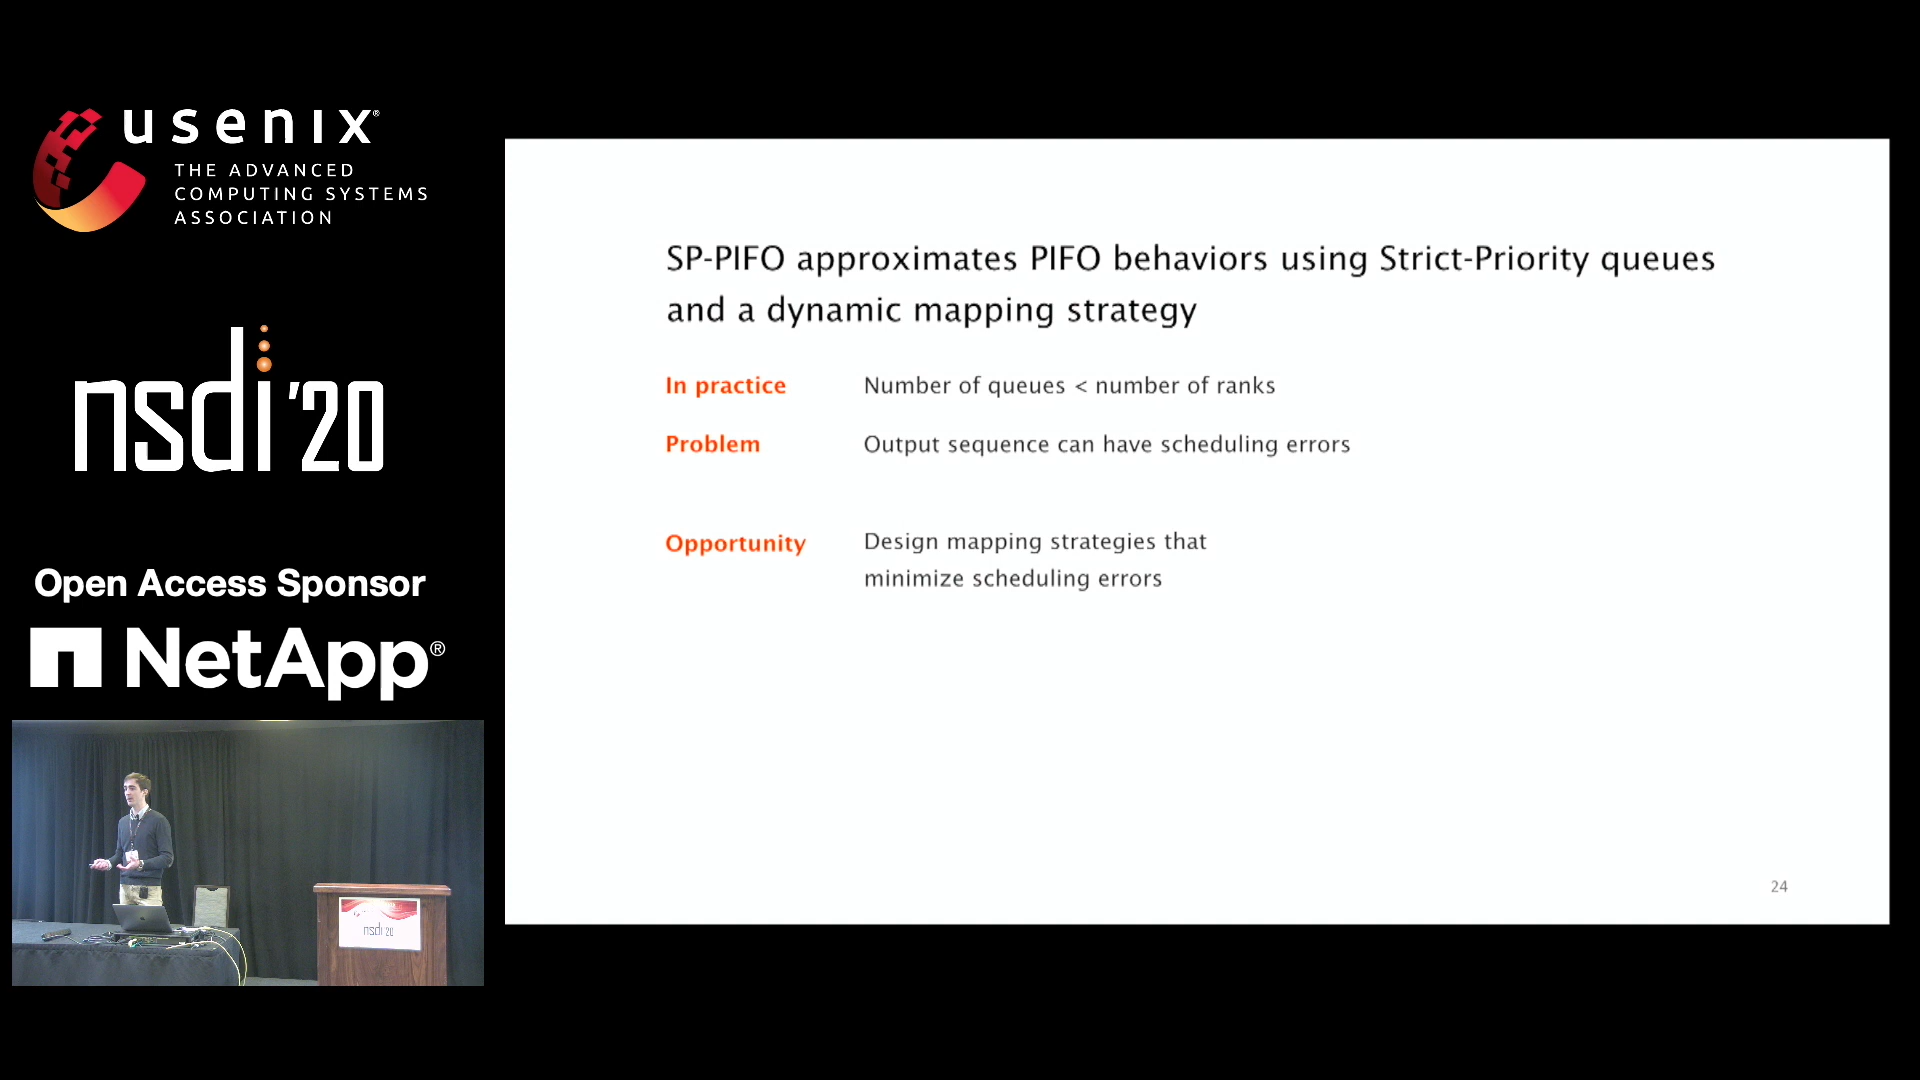 usenix®
THE ADVANCED
COMPUTING SYSTEMS
ASSOCIATION
nsdi '20
Open Access Sponsor
NetApp®
nsdi '20
SP-PIFO approximates PIFO behaviors using Strict-Priority queues
and a dynamic mapping strategy
In practice Number of queues < number of ranks
Problem Output sequence can have scheduling errors
Opportunity Design mapping strategies that
minimize scheduling errors
24